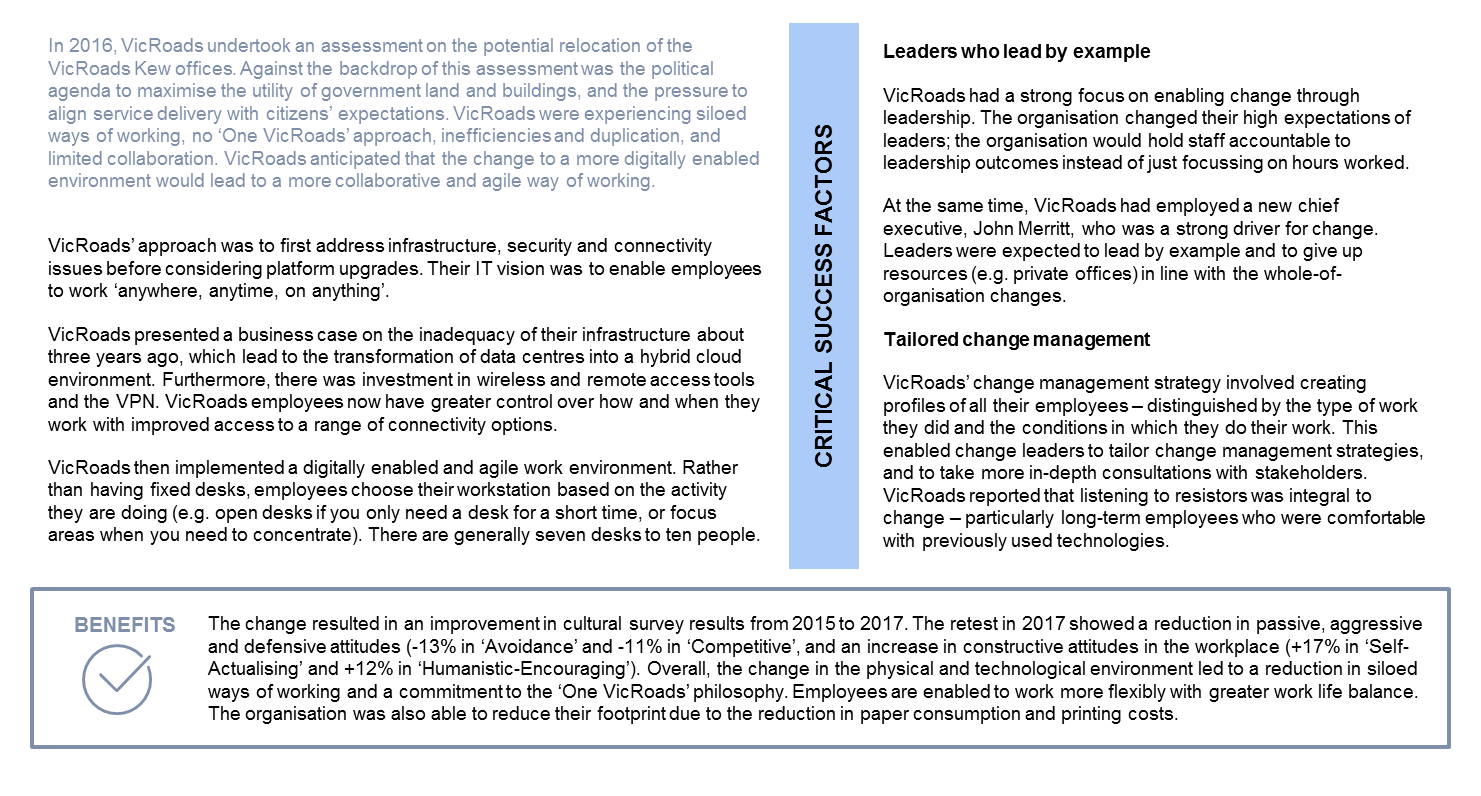 In 2016, VicRoads undertook an assessment on the potential relocation of the
VicRoads Kew offices. Against the backdrop of this assessment was the political
agenda to maximise the utility of government land and buildings, and the pressure to
align service delivery with citizens’ expectations. VicRoads were experiencing siloed
ways of working, no ‘One VicRoads’ approach, inefficiencies and duplication, and
limited collaboration. VicRoads anticipated that the change to a more digitally enabled
environment would lead to a more collaborative and agile way of working.
VicRoads’ approach was to first address infrastructure, security and connectivity
issues before considering platform upgrades. Their IT vision was to enable employees
to work ‘anywhere, anytime, on anything’.
VicRoads presented a business case on the inadequacy of their infrastructure about
three years ago, which lead to the transformation of data centres into a hybrid cloud
environment. Furthermore, there was investment in wireless and remote access tools
and the VPN. VicRoads employees now have greater control over how and when they
work with improved access to a range of connectivity options.
VicRoads then implemented a digitally enabled and agile work environment. Rather
than having fixed desks, employees choose their workstation based on the activity
they are doing (e.g. open desks if you only need a desk for a short time, or focus
areas when you need to concentrate). There are generally seven desks to ten people.
CRITICAL SUCCESS FACTORS
Leaders who lead by example
VicRoads had a strong focus on enabling change through
leadership. The organisation changed their high expectations of
leaders; the organisation would hold staff accountable to
leadership outcomes instead of just focussing on hours worked.
At the same time, VicRoads had employed a new chief
executive, John Merritt, who was a strong driver for change.
Leaders were expected to lead by example and to give up
resources (e.g. private offices) in line with the whole-of-
organisation changes.
Tailored change management
VicRoads’ change management strategy involved creating
profiles of all their employees – distinguished by the type of work
they did and the conditions in which they do their work. This
enabled change leaders to tailor change management strategies,
and to take more in-depth consultations with stakeholders.
VicRoads reported that listening to resistors was integral to
change – particularly long-term employees who were comfortable
with previously used technologies.
BENEFITS
The change resulted in an improvement in cultural survey results from 2015 to 2017. The retest in 2017 showed a reduction in passive, aggressive
and defensive attitudes (-13% in ‘Avoidance’ and -11% in ‘Competitive’, and an increase in constructive attitudes in the workplace (+17% in ‘Self-
Actualising’ and +12% in ‘Humanistic-Encouraging’). Overall, the change in the physical and technological environment led to a reduction in siloed
ways of working and a commitment to the ‘One VicRoads’ philosophy. Employees are enabled to work more flexibly with greater work life balance.
The organisation was also able to reduce their footprint due to the reduction in paper consumption and printing costs.